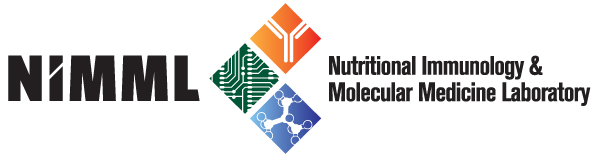 NiMML
Nutritional Immunology &
Molecular Medicine Laboratory